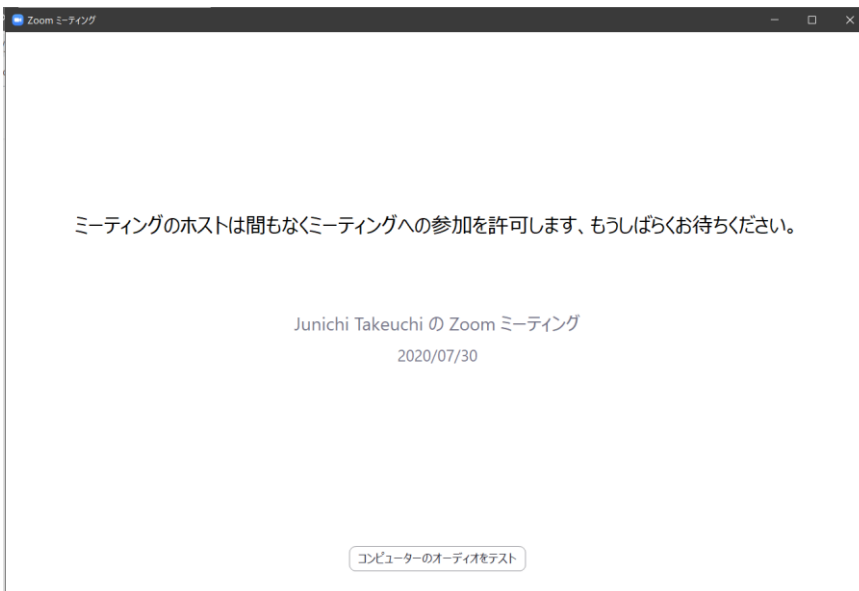 Zoom ミーティング
ミーティングのホストは間もなくミーティングへの参加を許可します、もうしばらくお待ちください。
Junichi Takeuchi の Zoom ミーティング
2020/07/30
コンピューターのオーディオをテスト